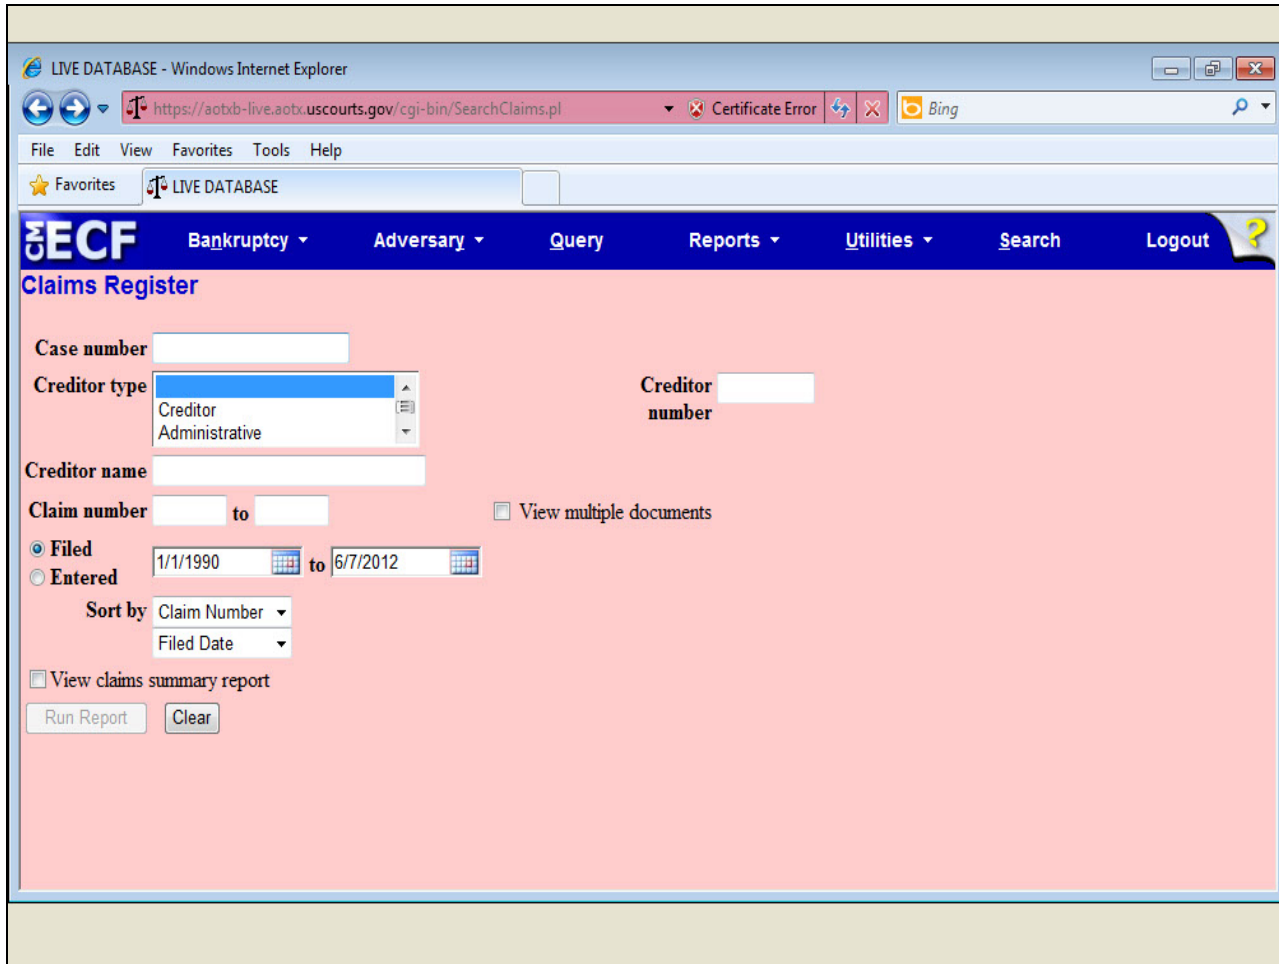 LIVE DATABASE - Windows Internet Explorer
https://aotxb-live.aotx.uscourts.gov/cgi-bin/SearchClaims.pl Certificate Error Bing
File Edit View Favorites Tools Help
Favorites LIVE DATABASE
CM ECF Bankruptcy Adversary Query Reports Utilities Search Logout ?
Claims Register
Case number
Creditor type Creditor number
Creditor
Administrative
Creditor name
Claim number to View multiple documents
Filed
Entered
1/1/1990 to 6/7/2012
Sort by Claim Number
Filed Date
View claims summary report
Run Report Clear